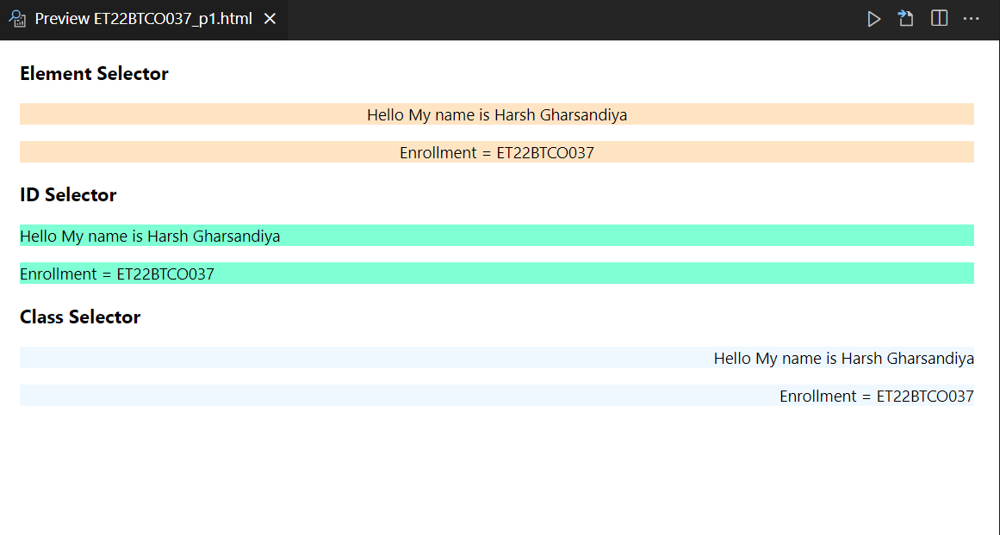 Preview ET22BTCO037_p1.html
Element Selector
Hello My name is Harsh Gharsandiya
Enrollment = ET22BTCO037
ID Selector
Hello My name is Harsh Gharsandiya
Enrollment = ET22BTCO037
Class Selector
Hello My name is Harsh Gharsandiya
Enrollment = ET22BTCO037